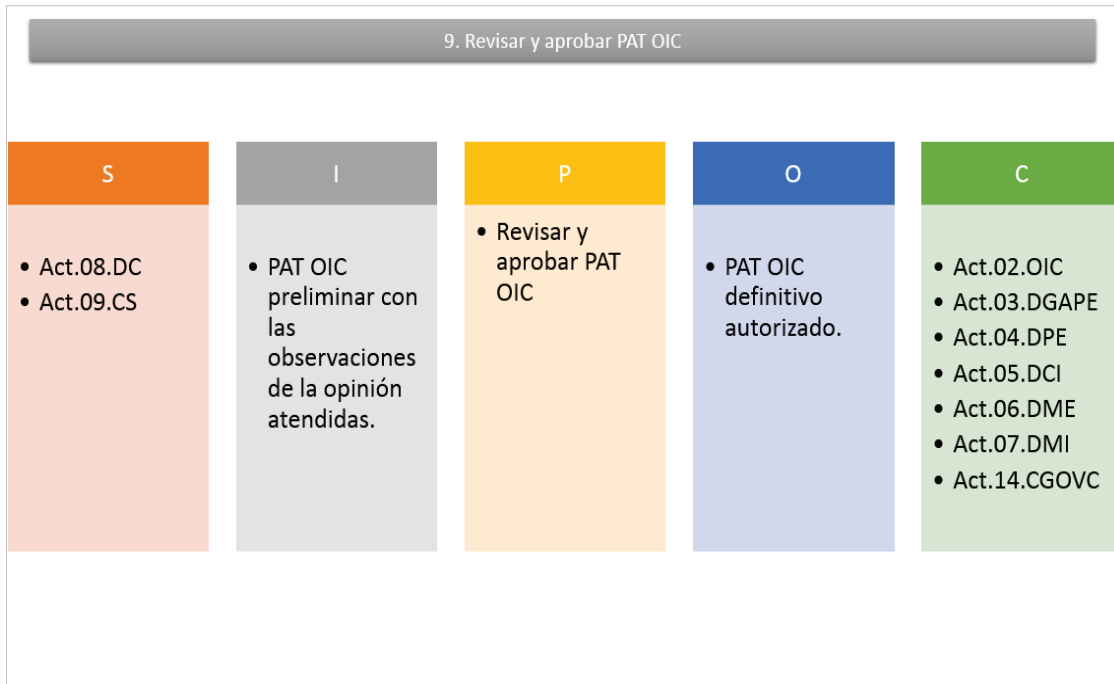 9. Revisar y aprobar PAT OIC
S
• Act.08.DC
• Act.09.CS
I
• PAT OIC
preliminar con
las
observaciones
de la opinión
atendidas.
P
• Revisar y
aprobar PAT
OIC
O
• PAT OIC
definitivo
autorizado.
C
• Act.02.OIC
• Act.03.DGAPE
• Act.04.DPE
• Act.05.DCI
• Act.06.DME
• Act.07.DMI
• Act.14.CGOVC